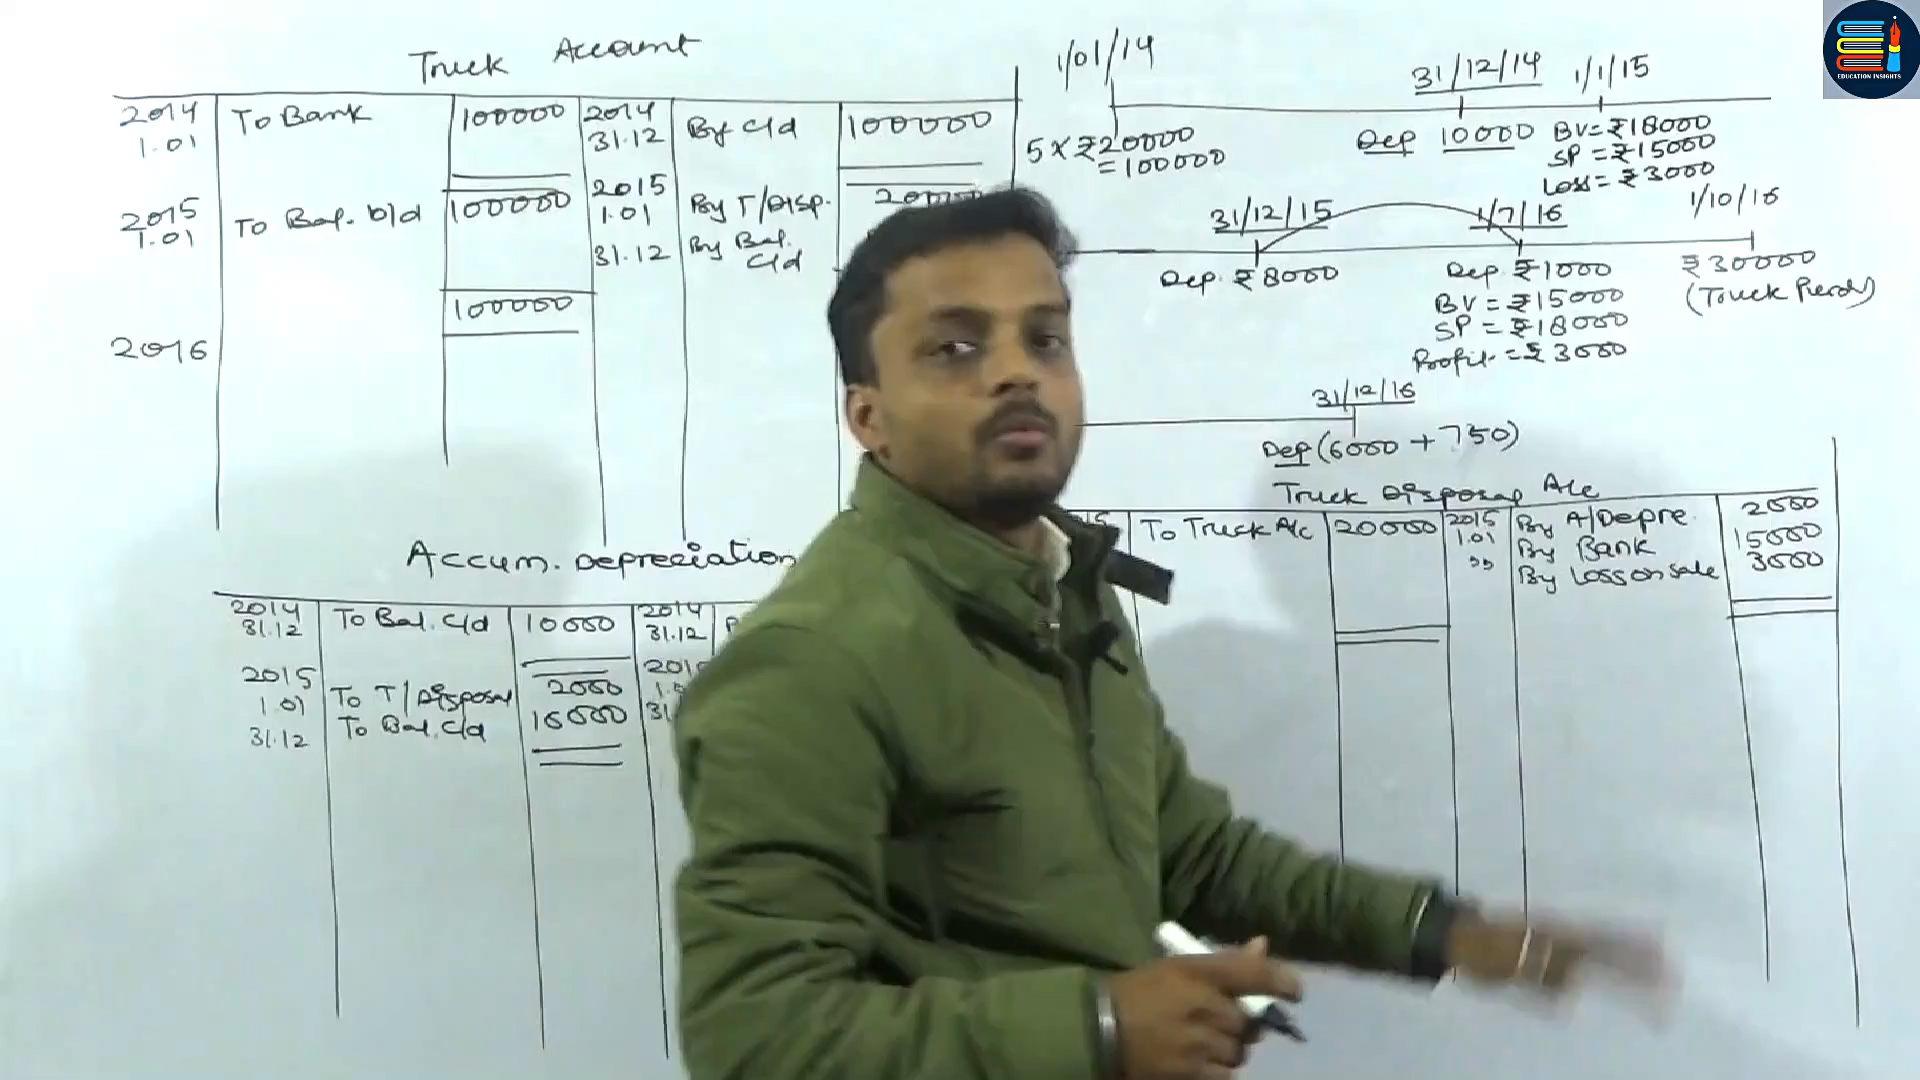 Truck Account
2014 To Bank 100000 2014 By c/d 100000
1.01 31.12
2015 To Bal. b/d 100000 2015 By T/Disp.
1.01 1.01
31.12 By Bal. c/d
100000
2016
1/01/14 31/12/14 1/1/15
5 x ₹20000
= 100000
Dep 10000
BV = ₹18000
SP = ₹15000
Loss = ₹3000
31/12/15 1/7/16 1/10/16
Dep. ₹8000
Dep. ₹1000
BV = ₹15000
SP = ₹18000
Profit = ₹3000
₹30000
31/12/16
Dep (6000 + 750)
Accum. Depreciation
2014 To Bal. c/d 10000 2014
31.12 31.12
2015
1.01 To T/Disposal 2000
31.12 To Bal. c/d 16000
Truck Disposal A/c
To Truck A/c 20000 2015 By A/Depre. 2000
1.01 By Bank 15000
" By Loss on sale 3000
EDUCATION INSIGHTS